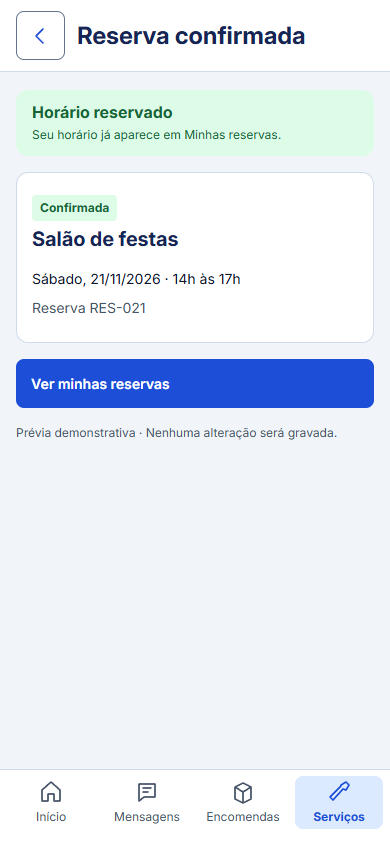 Reserva confirmada
Horário reservado
Seu horário já aparece em Minhas reservas.
Confirmada
Salão de festas
Sábado, 21/11/2026 · 14h às 17h
Reserva RES-021
Ver minhas reservas
Prévia demonstrativa · Nenhuma alteração será gravada.
Início
Mensagens
Encomendas
Serviços